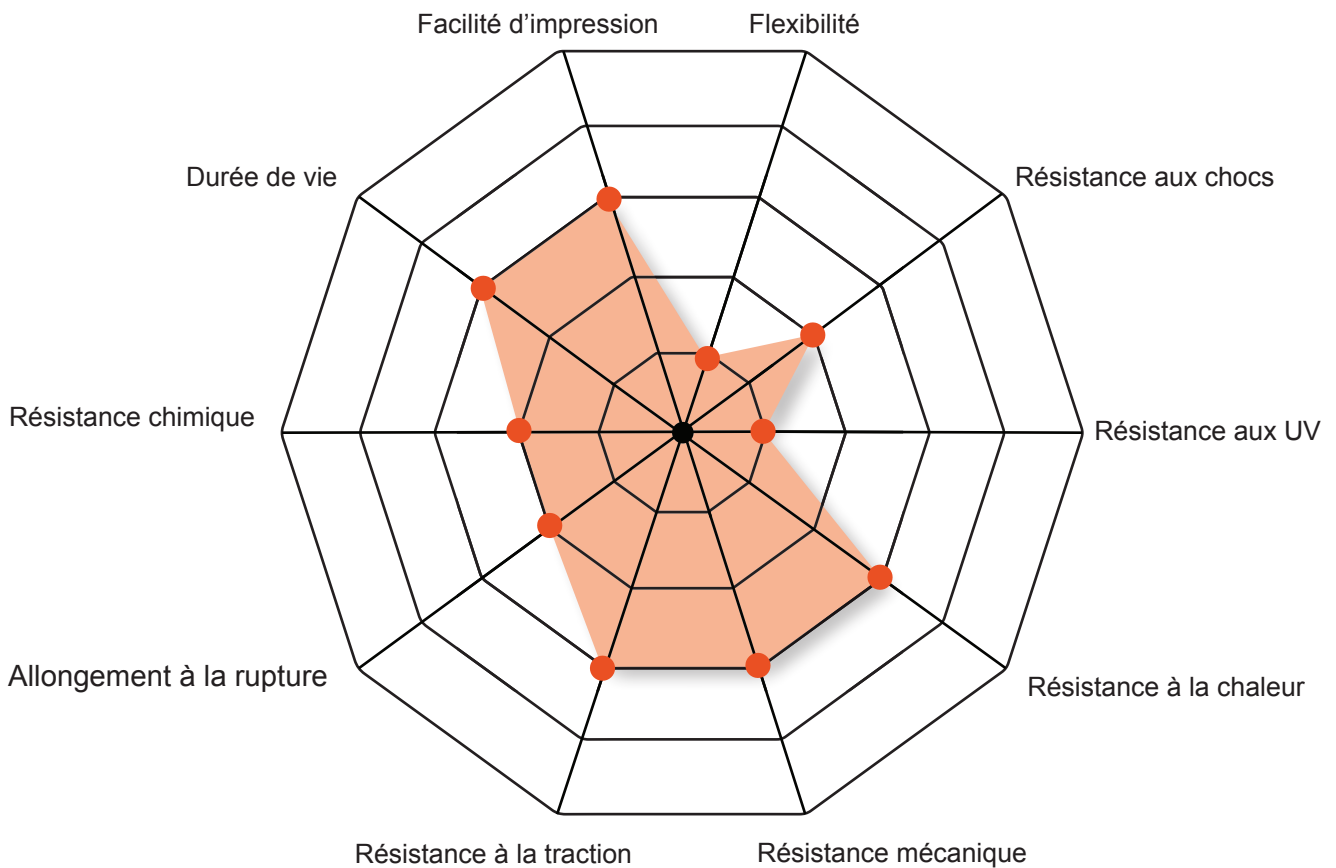 Facilité d’impression
Flexibilité
Durée de vie
Résistance aux chocs
Résistance chimique
Résistance aux UV
Allongement à la rupture
Résistance à la chaleur
Résistance à la traction
Résistance mécanique